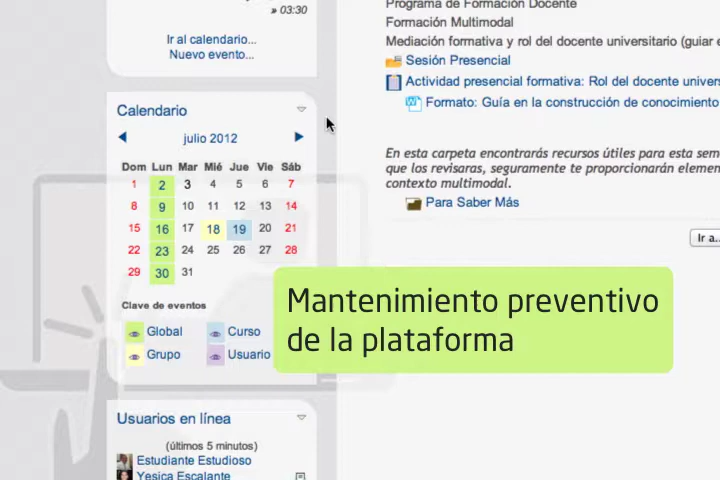 » 03:30
Ir al calendario...
Nuevo evento...
Calendario
julio 2012
Dom Lun Mar Mié Jue Vie Sáb
1 2 3 4 5 6 7
8 9 10 11 12 13 14
15 16 17 18 19 20 21
22 23 24 25 26 27 28
29 30 31
Clave de eventos
Global Curso
Grupo Usuario
Usuarios en línea
(últimos 5 minutos)
Estudiante Estudioso
Yesica Escalante
Programa de Formación Docente
Formación Multimodal
Mediación formativa y rol del docente universitario (guiar e
Sesión Presencial
Actividad presencial formativa: Rol del docente univers
Formato: Guía en la construcción de conocimiento
En esta carpeta encontrarás recursos útiles para esta sem
que los revisaras, seguramente te proporcionarán elemen
contexto multimodal.
Para Saber Más
Ir a...
Mantenimiento preventivo
de la plataforma